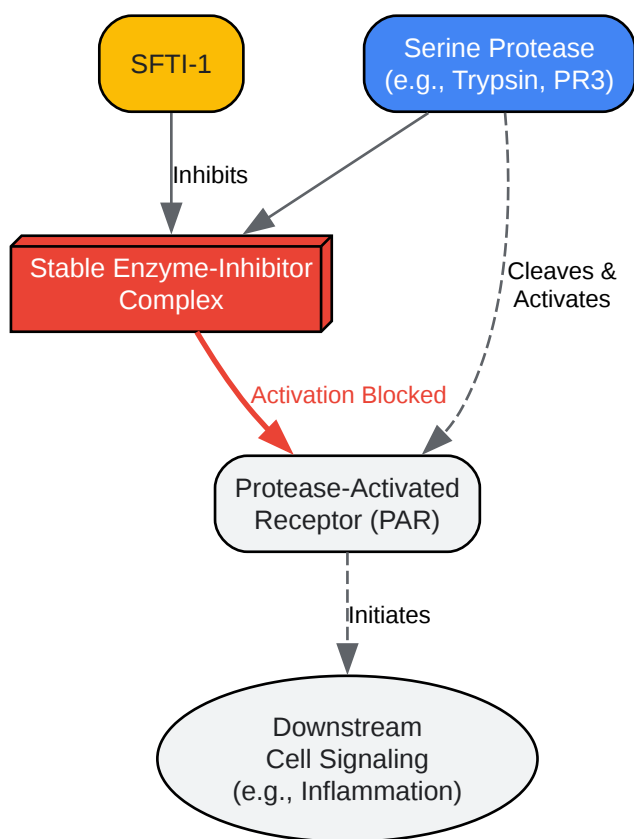 SFTI-1
Serine Protease
(e.g., Trypsin, PR3)
Inhibits
Stable Enzyme-Inhibitor
Complex
Cleaves &
Activates
Activation Blocked
Protease-Activated
Receptor (PAR)
Initiates
Downstream
Cell Signaling
(e.g., Inflammation)